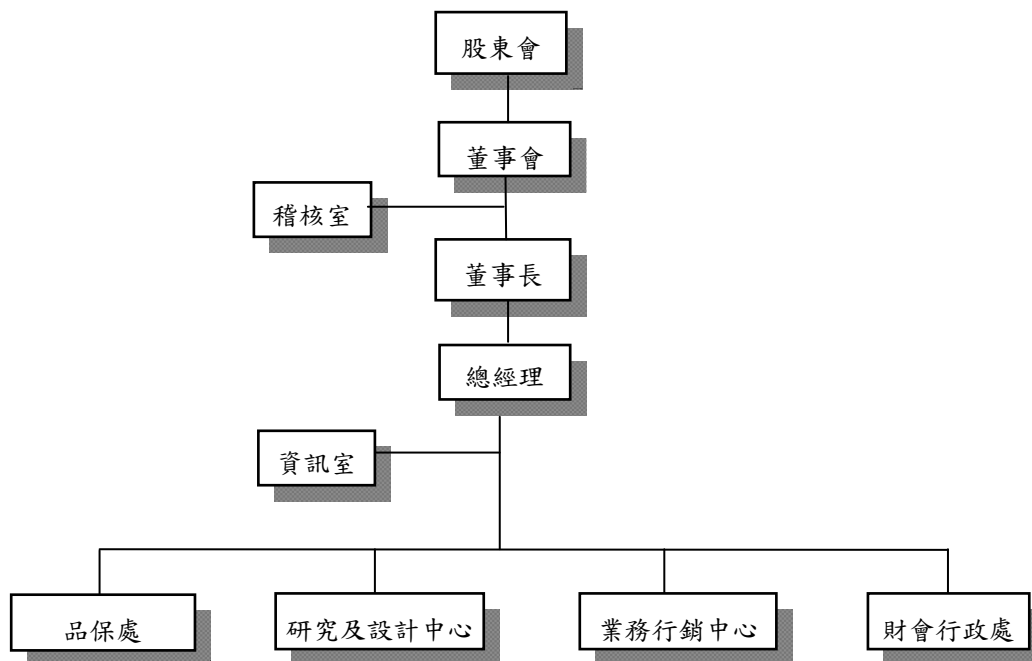 股東會
董事會
稽核室
董事長
總經理
資訊室
品保處
研究及設計中心
業務行銷中心
財會行政處